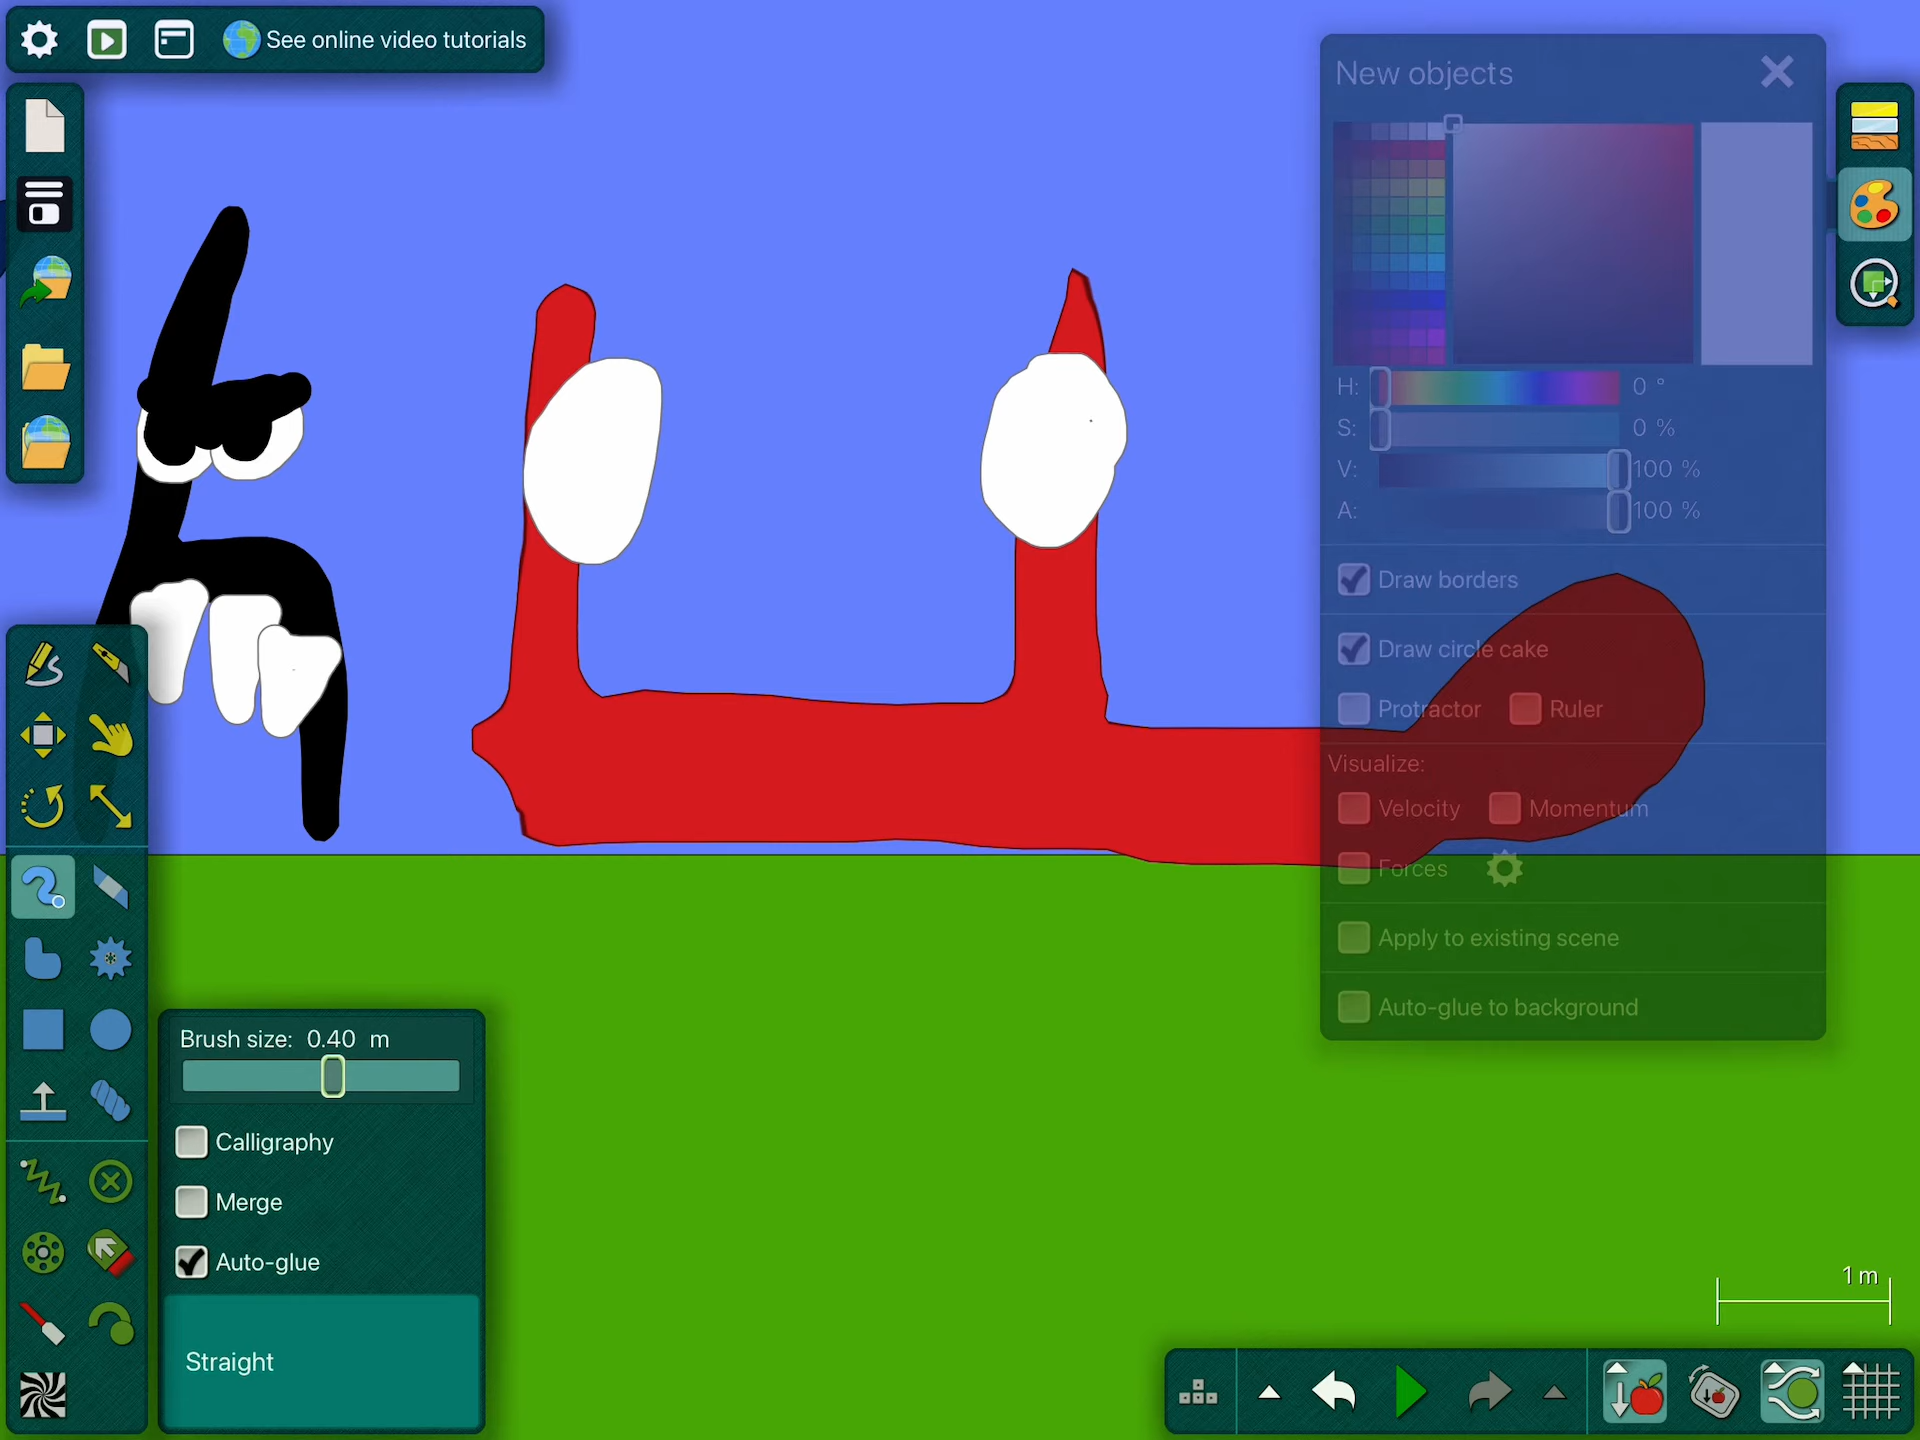 See online video tutorials
New objects
H: 0 °
S: 0 %
V: 100 %
A: 100 %
Draw borders
Draw circle cake
Protractor Ruler
Visualize:
Velocity Momentum
Forces
Apply to existing scene
Auto-glue to background
Brush size: 0.40 m
Calligraphy
Merge
Auto-glue
Straight
1 m